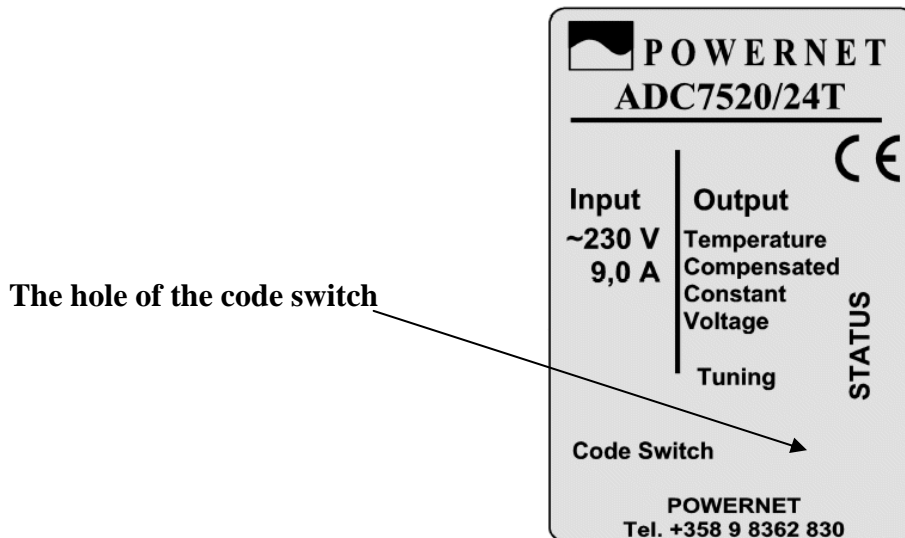 POWERNET
ADC7520/24T
CE
Input
~230 V
9,0 A
Output
Temperature
Compensated
Constant
Voltage
Tuning
STATUS
The hole of the code switch
Code Switch
POWERNET
Tel. +358 9 8362 830